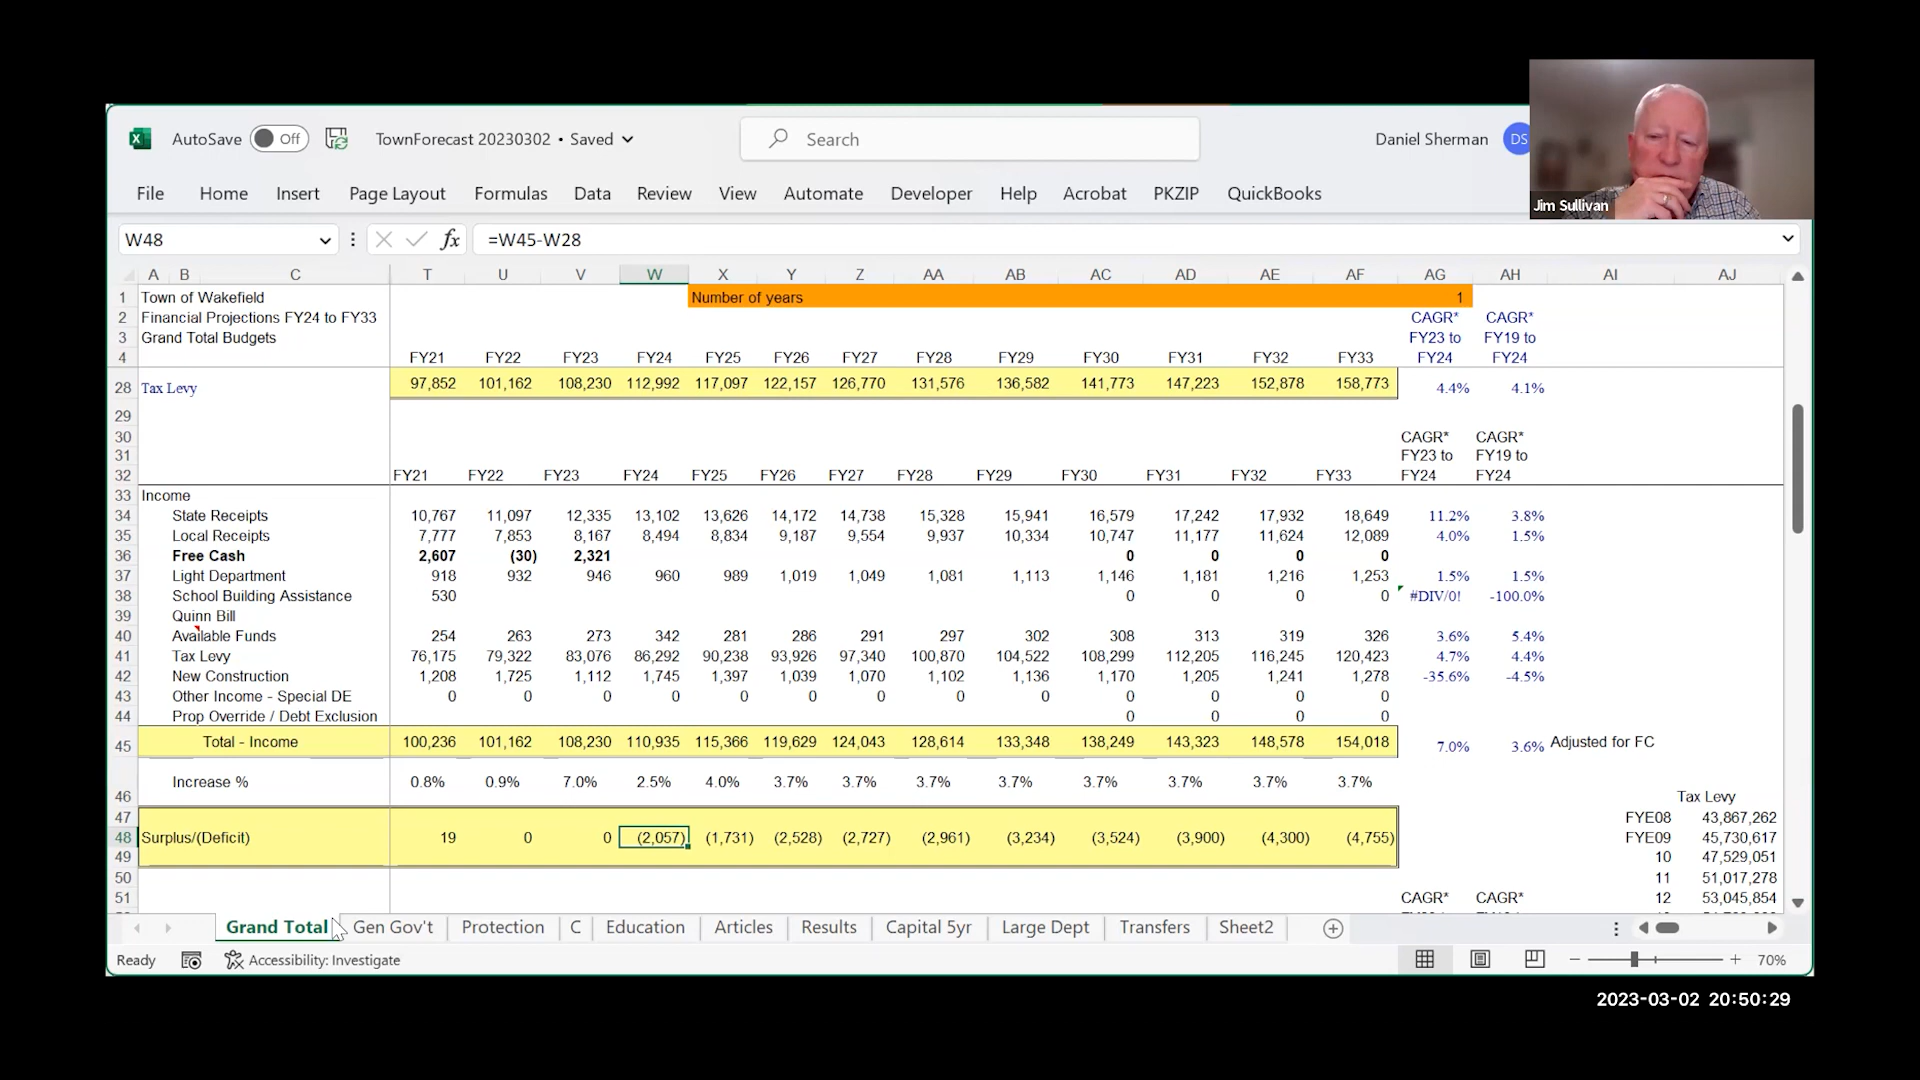 AutoSave Off TownForecast 20230302 • Saved Search Daniel Sherman DS
File Home Insert Page Layout Formulas Data Review View Automate Developer Help Acrobat PKZIP QuickBooks
Jim Sullivan
W48 fx =W45-W28
A B C T U V W X Y Z AA AB AC AD AE AF AG AH AI AJ
1 Town of Wakefield Number of years 1
2 Financial Projections FY24 to FY33 CAGR* CAGR*
3 Grand Total Budgets FY23 to FY19 to
4 FY21 FY22 FY23 FY24 FY25 FY26 FY27 FY28 FY29 FY30 FY31 FY32 FY33 FY24 FY24
28 Tax Levy 97,852 101,162 108,230 112,992 117,097 122,157 126,770 131,576 136,582 141,773 147,223 152,878 158,773 4.4% 4.1%
29
30 CAGR* CAGR*
31 FY23 to FY19 to
32 FY21 FY22 FY23 FY24 FY25 FY26 FY27 FY28 FY29 FY30 FY31 FY32 FY33 FY24 FY24
33 Income
34 State Receipts 10,767 11,097 12,335 13,102 13,626 14,172 14,738 15,328 15,941 16,579 17,242 17,932 18,649 11.2% 3.8%
35 Local Receipts 7,777 7,853 8,167 8,494 8,834 9,187 9,554 9,937 10,334 10,747 11,177 11,624 12,089 4.0% 1.5%
36 Free Cash 2,607 (30) 2,321 0 0 0 0
37 Light Department 918 932 946 960 989 1,019 1,049 1,081 1,113 1,146 1,181 1,216 1,253 1.5% 1.5%
38 School Building Assistance 530 0 0 0 0 #DIV/0! -100.0%
39 Quinn Bill
40 Available Funds 254 263 273 342 281 286 291 297 302 308 313 319 326 3.6% 5.4%
41 Tax Levy 76,175 79,322 83,076 86,292 90,238 93,926 97,340 100,870 104,522 108,299 112,205 116,245 120,423 4.7% 4.4%
42 New Construction 1,208 1,725 1,112 1,745 1,397 1,039 1,070 1,102 1,136 1,170 1,205 1,241 1,278 -35.6% -4.5%
43 Other Income - Special DE 0 0 0 0 0 0 0 0 0 0 0 0 0
44 Prop Override / Debt Exclusion 0 0 0 0
45 Total - Income 100,236 101,162 108,230 110,935 115,366 119,629 124,043 128,614 133,348 138,249 143,323 148,578 154,018 7.0% 3.6% Adjusted for FC
46 Increase % 0.8% 0.9% 7.0% 2.5% 4.0% 3.7% 3.7% 3.7% 3.7% 3.7% 3.7% 3.7% 3.7%
Tax Levy
47 FYE08 43,867,262
48 Surplus/(Deficit) 19 0 0 (2,057) (1,731) (2,528) (2,727) (2,961) (3,234) (3,524) (3,900) (4,300) (4,755) FYE09 45,730,617
49 10 47,529,051
50 11 51,017,278
51 CAGR* CAGR* 12 53,045,854
Grand Total Gen Gov't Protection C Education Articles Results Capital 5yr Large Dept Transfers Sheet2
Ready Accessibility: Investigate 70%
2023-03-02 20:50:29